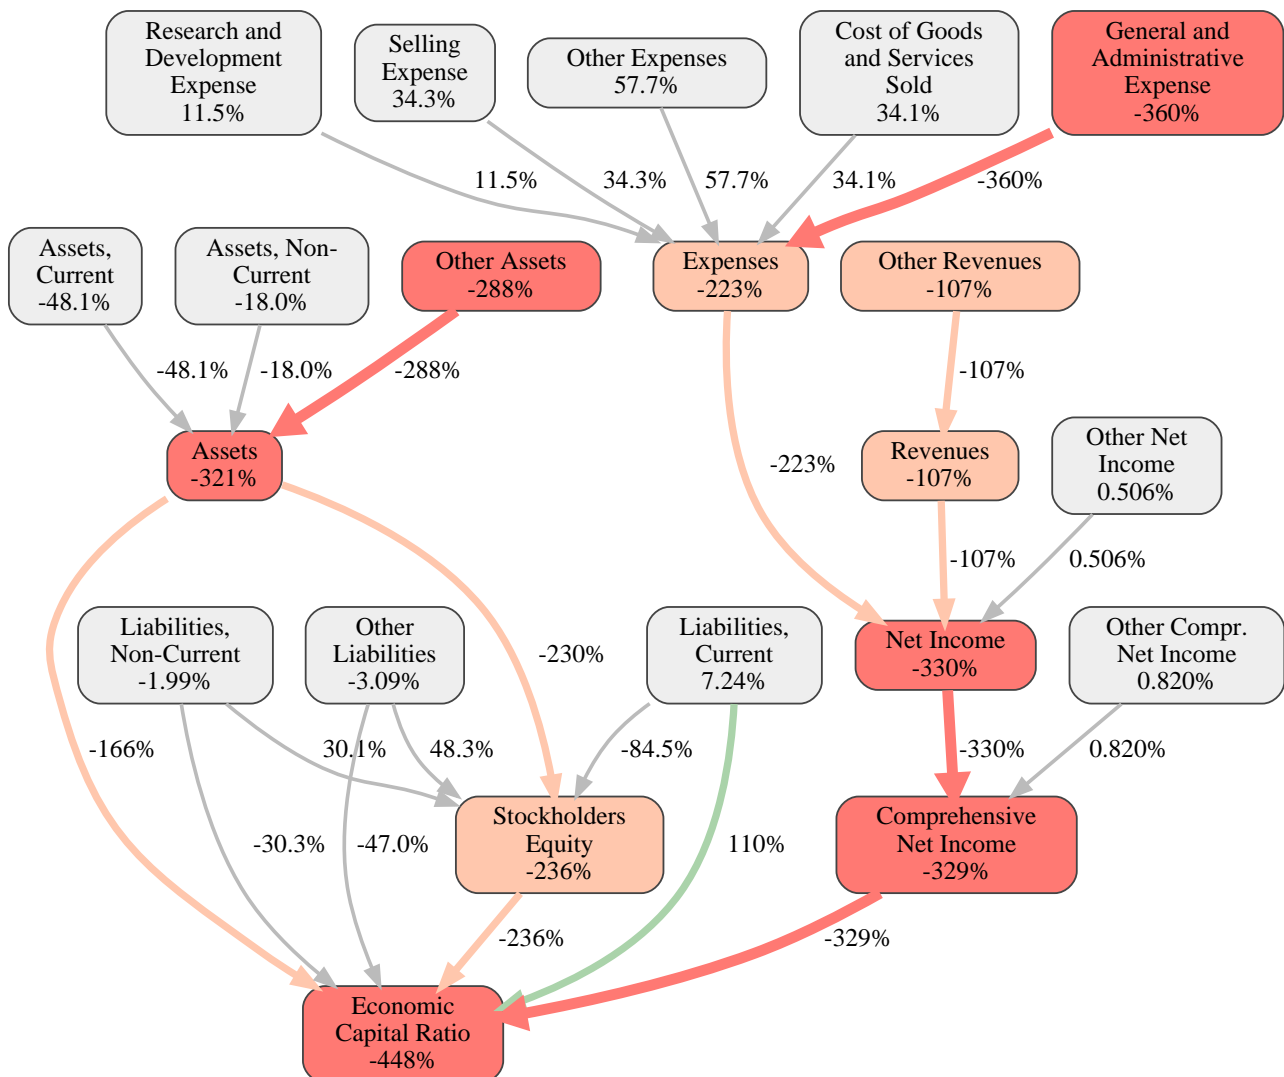 Research and
Development
Expense
11.5%
Selling
Expense
34.3%
Other Expenses
57.7%
Cost of Goods
and Services
Sold
34.1%
General and
Administrative
Expense
-360%
11.5%
34.3%
57.7%
34.1%
-360%
Assets,
Current
-48.1%
Assets, Non-
Current
-18.0%
Other Assets
-288%
Expenses
-223%
Other Revenues
-107%
-48.1%
-18.0%
-288%
-107%
Assets
-321%
-223%
Revenues
-107%
Other Net
Income
0.506%
-107%
0.506%
Liabilities,
Non-Current
-1.99%
Other
Liabilities
-3.09%
-230%
Liabilities,
Current
7.24%
Net Income
-330%
Other Compr.
Net Income
0.820%
-166%
30.1%
48.3%
-84.5%
-330%
0.820%
-30.3%
-47.0%
Stockholders
Equity
-236%
110%
Comprehensive
Net Income
-329%
-236%
-329%
Economic
Capital Ratio
-448%